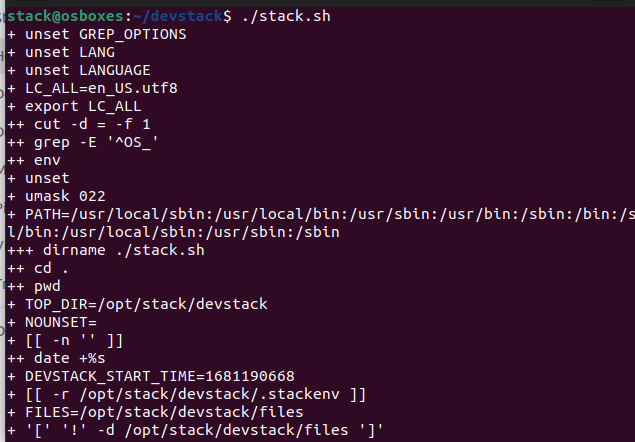 stack@osboxes:~/devstack$ ./stack.sh
+ unset GREP_OPTIONS
+ unset LANG
+ unset LANGUAGE
+ LC_ALL=en_US.utf8
+ export LC_ALL
++ cut -d = -f 1
++ grep -E '^OS_'
++ env
+ unset
+ umask 022
+ PATH=/usr/local/sbin:/usr/local/bin:/usr/sbin:/usr/bin:/sbin:/bin:/s
l/bin:/usr/local/sbin:/usr/sbin:/sbin
+++ dirname ./stack.sh
++ cd .
++ pwd
+ TOP_DIR=/opt/stack/devstack
+ NOUNSET=
+ [[ -n '' ]]
++ date +%s
+ DEVSTACK_START_TIME=1681190668
+ [[ -r /opt/stack/devstack/.stackenv ]]
+ FILES=/opt/stack/devstack/files
+ '[' '!' -d /opt/stack/devstack/files ']'